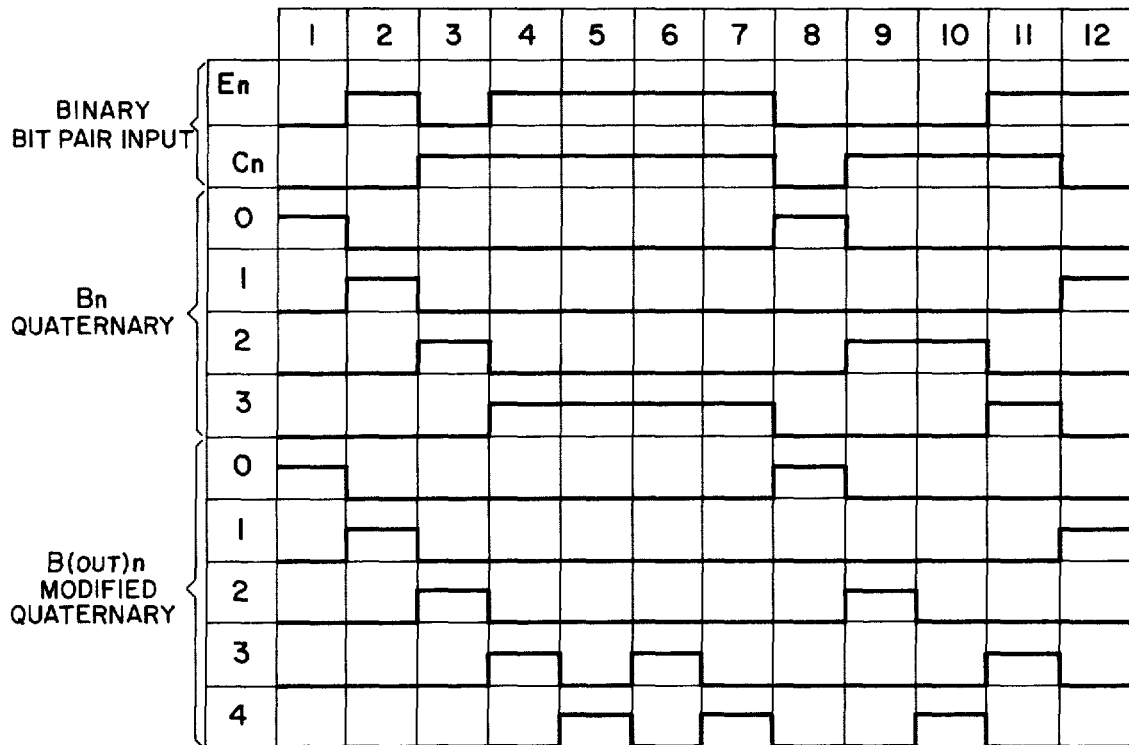 1 2 3 4 5 6 7 8 9 10 11 12
BINARY
BIT PAIR INPUT
En
Cn
Bn
QUATERNARY
0
1
2
3
B(OUT)n
MODIFIED
QUATERNARY
0
1
2
3
4